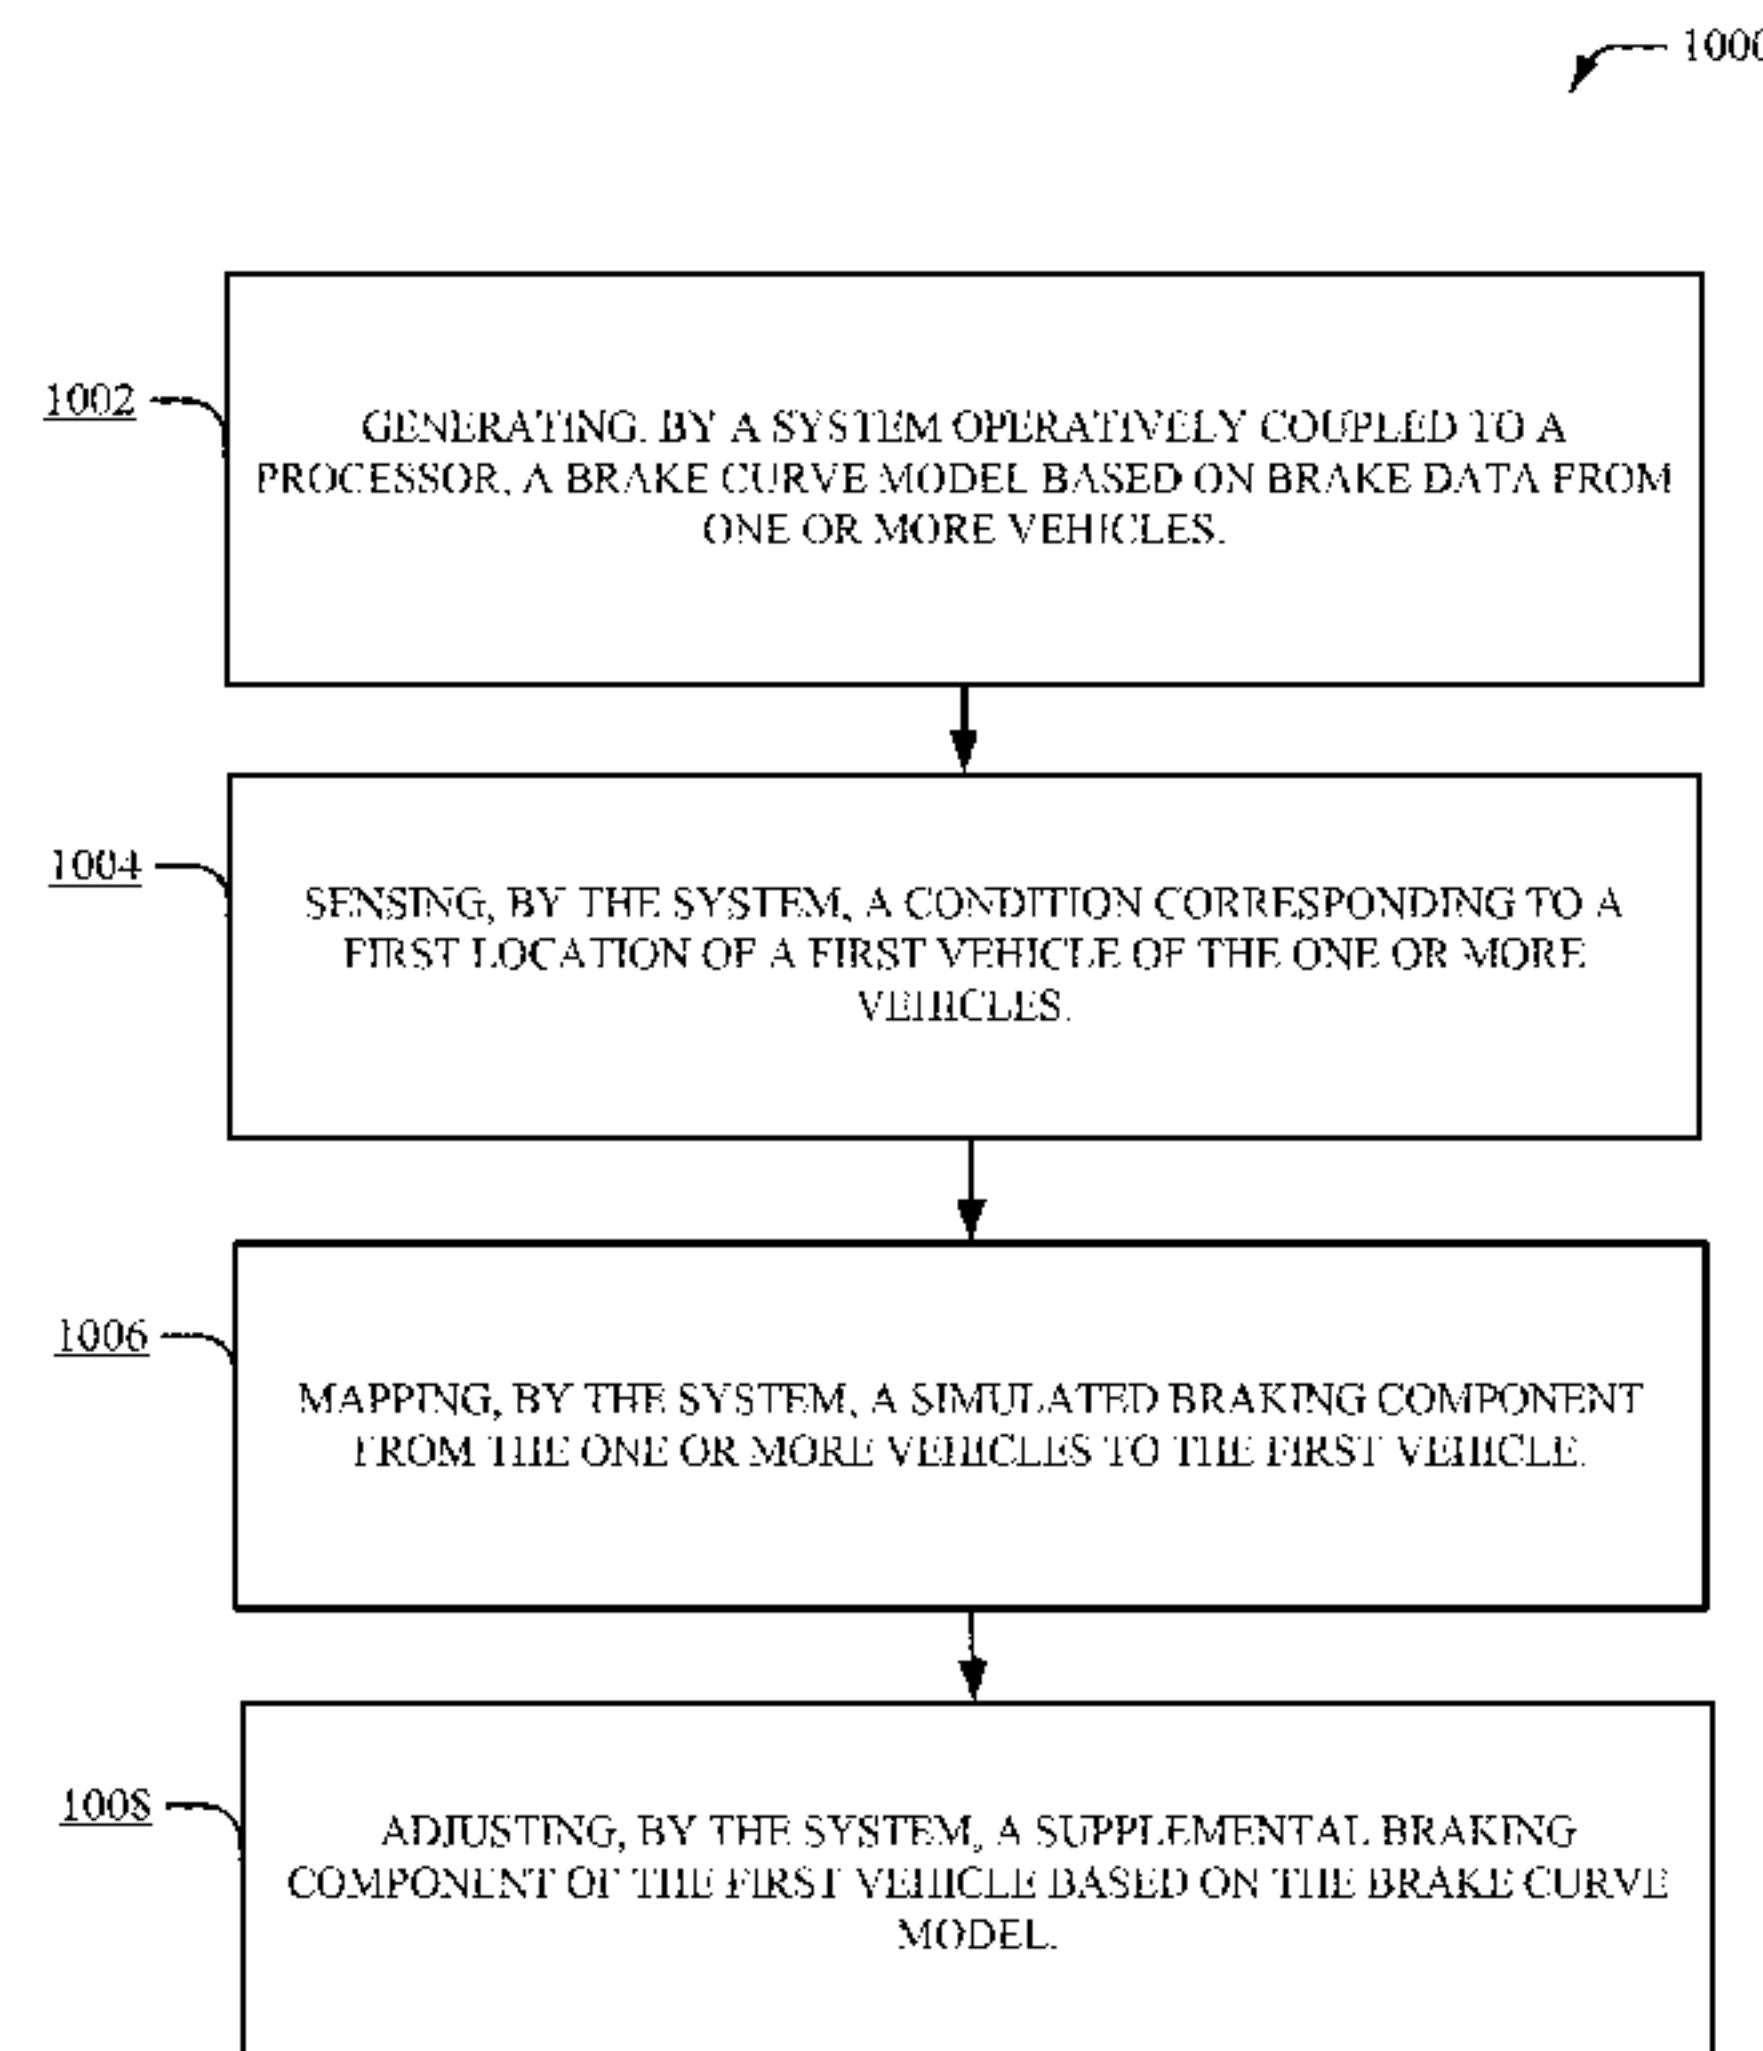 1000
1002
GENERATING, BY A SYSTEM OPERATIVELY COUPLED TO A
PROCESSOR, A BRAKE CURVE MODEL BASED ON BRAKE DATA FROM
ONE OR MORE VEHICLES.
1004
SENSING, BY THE SYSTEM, A CONDITION CORRESPONDING TO A
FIRST LOCATION OF A FIRST VEHICLE OF THE ONE OR MORE
VEHICLES.
1006
MAPPING, BY THE SYSTEM, A SIMULATED BRAKING COMPONENT
FROM THE ONE OR MORE VEHICLES TO THE FIRST VEHICLE.
1008
ADJUSTING, BY THE SYSTEM, A SUPPLEMENTAL BRAKING
COMPONENT OF THE FIRST VEHICLE BASED ON THE BRAKE CURVE
MODEL.